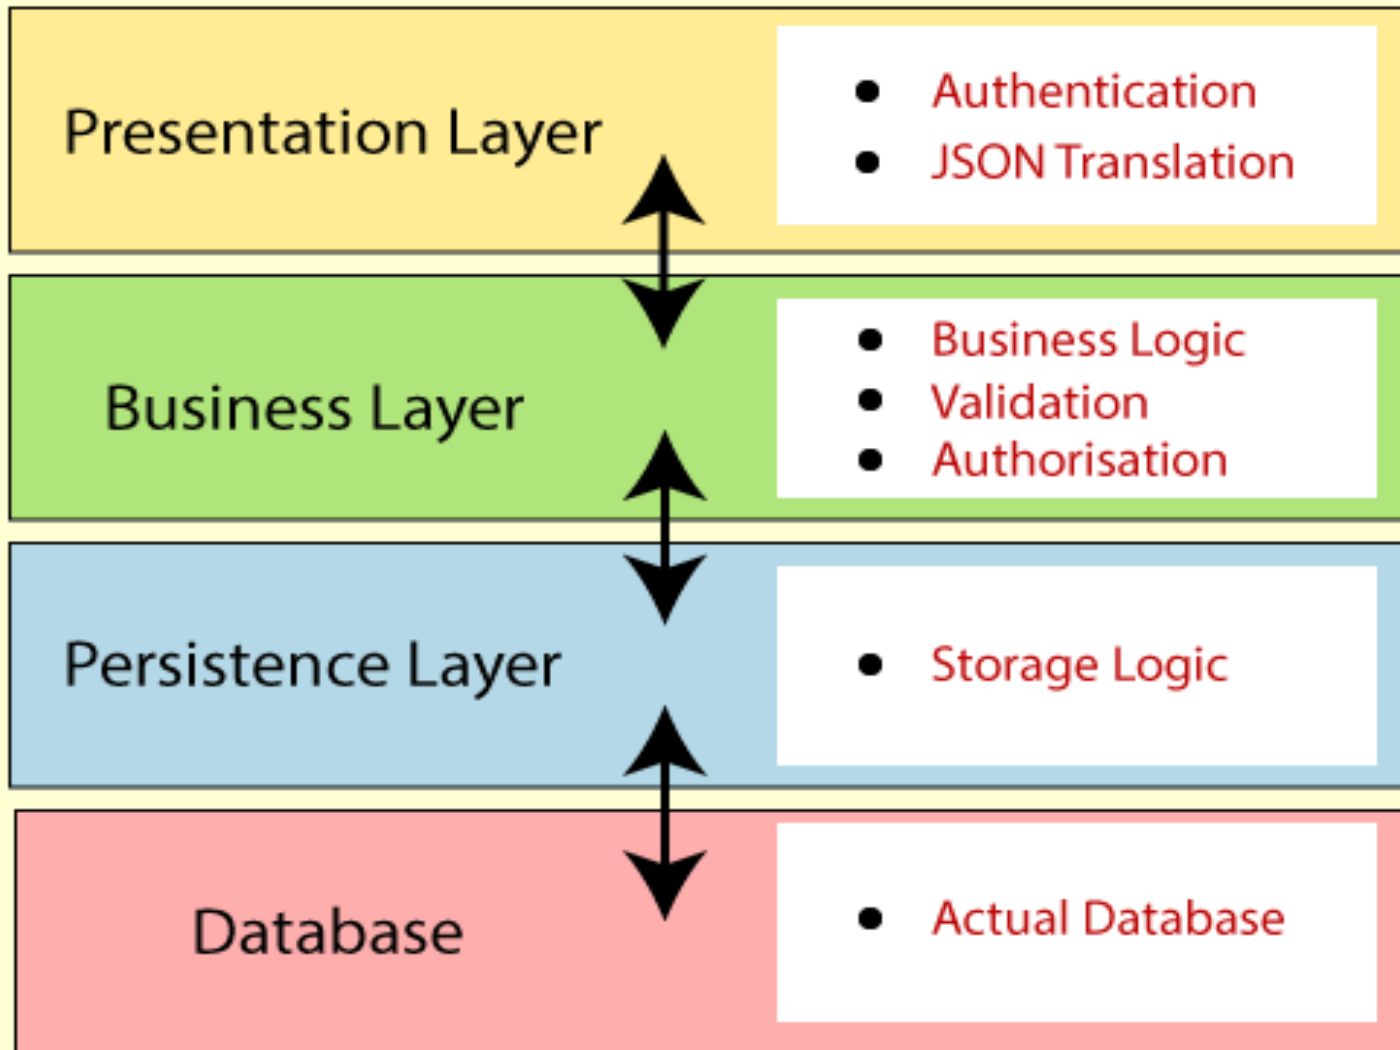 Presentation Layer
Authentication
JSON Translation
Business Layer
Business Logic
Validation
Authorisation
Persistence Layer
Storage Logic
Database
Actual Database